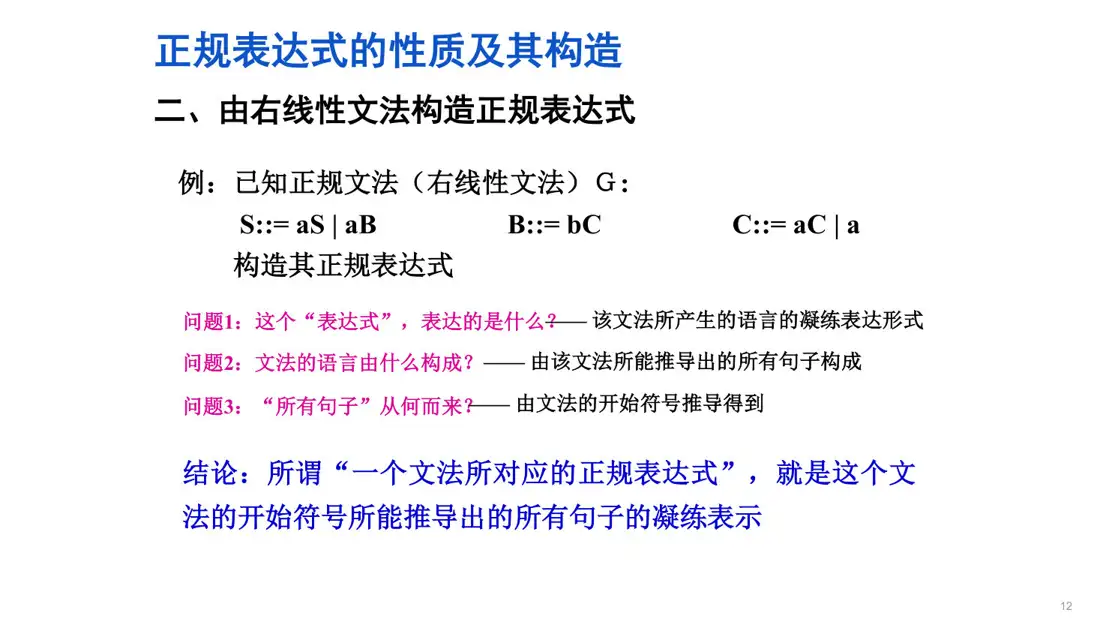 正规表达式的性质及其构造
二、由右线性文法构造正规表达式
例：已知正规文法（右线性文法）G：
S::= aS | aB B::= bC C::= aC | a
构造其正规表达式
问题1：这个“表达式”，表达的是什么？—— 该文法所产生的语言的凝练表达形式
问题2：文法的语言由什么构成？—— 由该文法所能推导出的所有句子构成
问题3：“所有句子”从何而来？—— 由文法的开始符号推导得到
结论：所谓“一个文法所对应的正规表达式”，就是这个文
法的开始符号所能推导出的所有句子的凝练表示
12